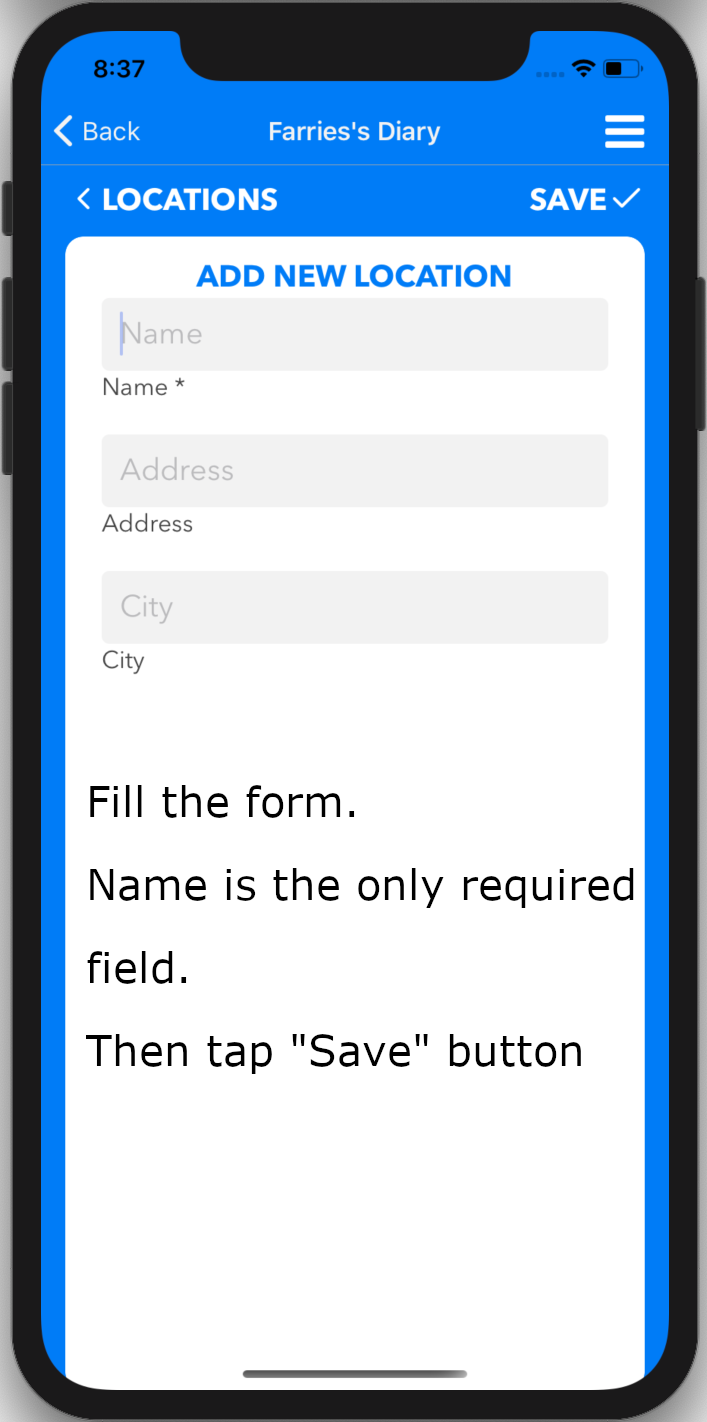 8:37
Back Farries's Diary
LOCATIONS SAVE
ADD NEW LOCATION
Name
Name *
Address
Address
City
City
Fill the form.
Name is the only required
field.
Then tap "Save" button